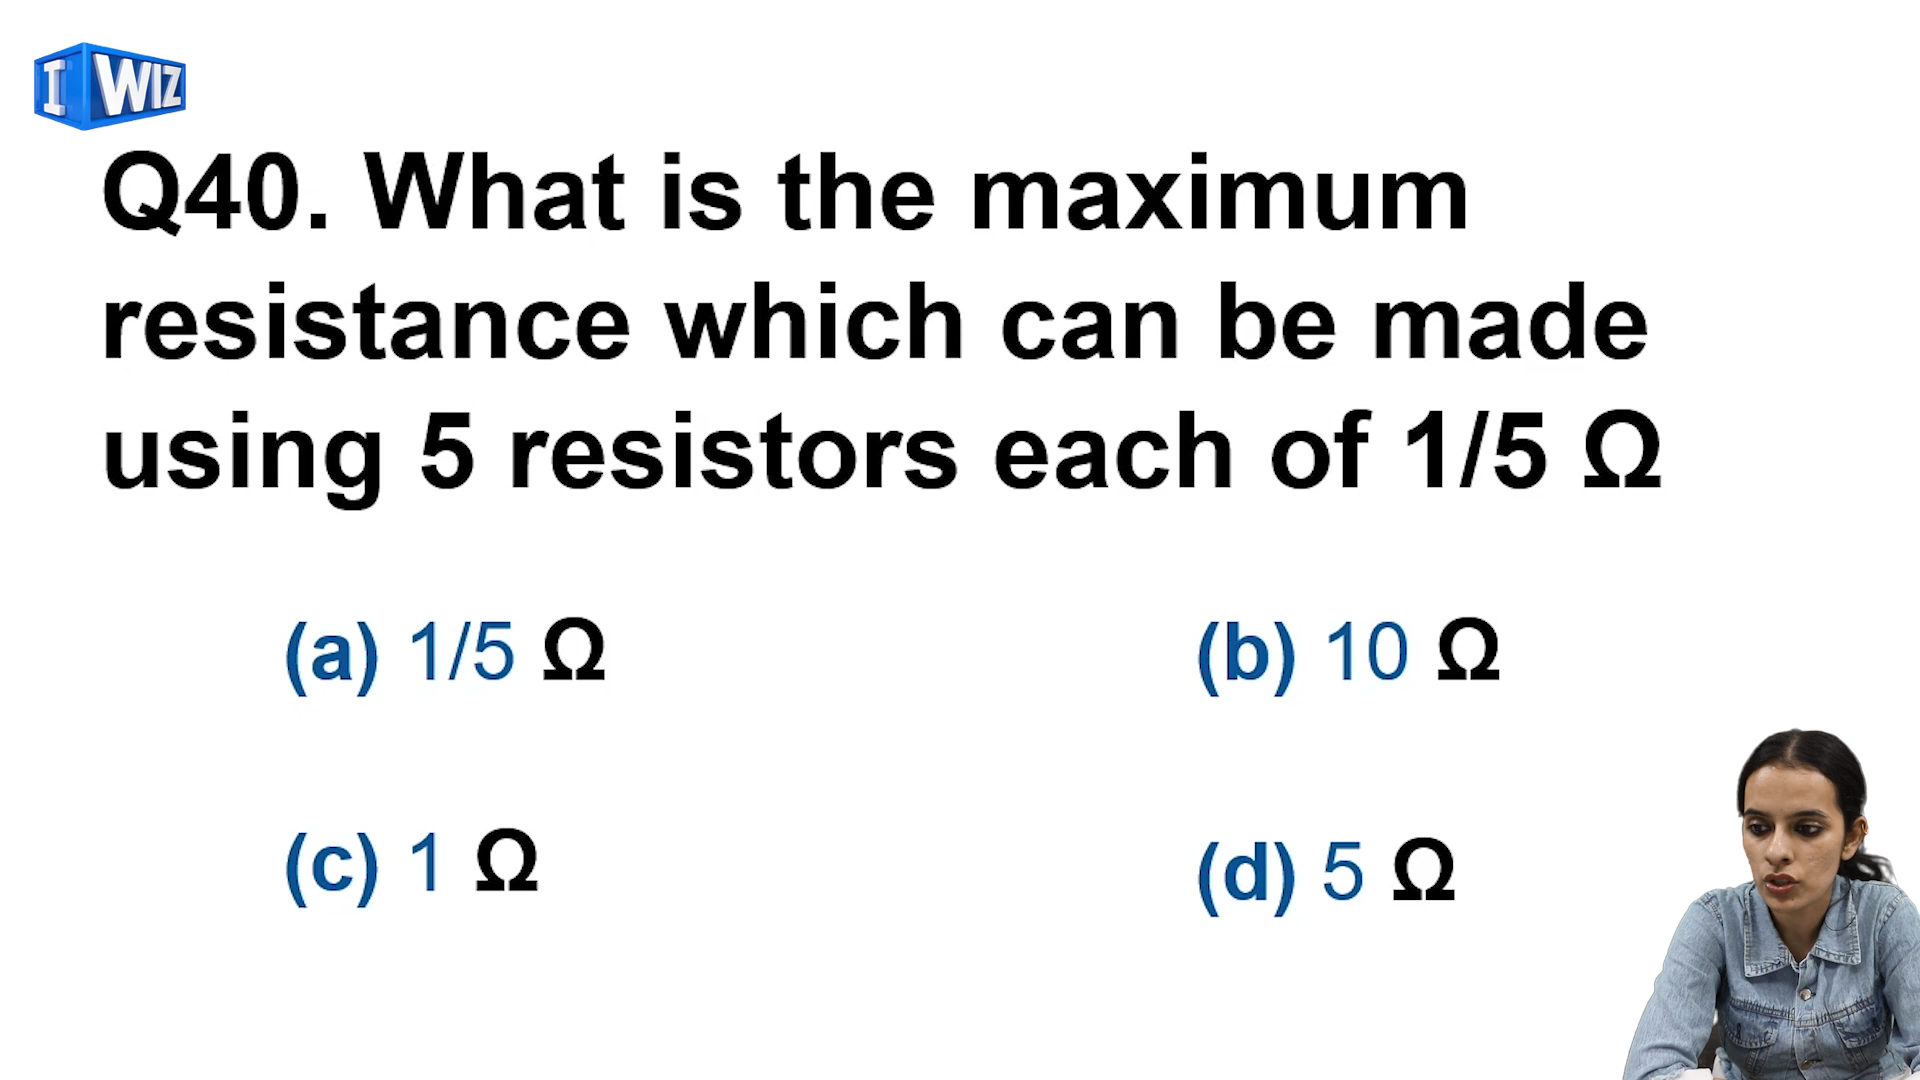 I WIZ
Q40. What is the maximum
resistance which can be made
using 5 resistors each of 1/5 Ω
(a) 1/5 Ω
(b) 10 Ω
(c) 1 Ω
(d) 5 Ω